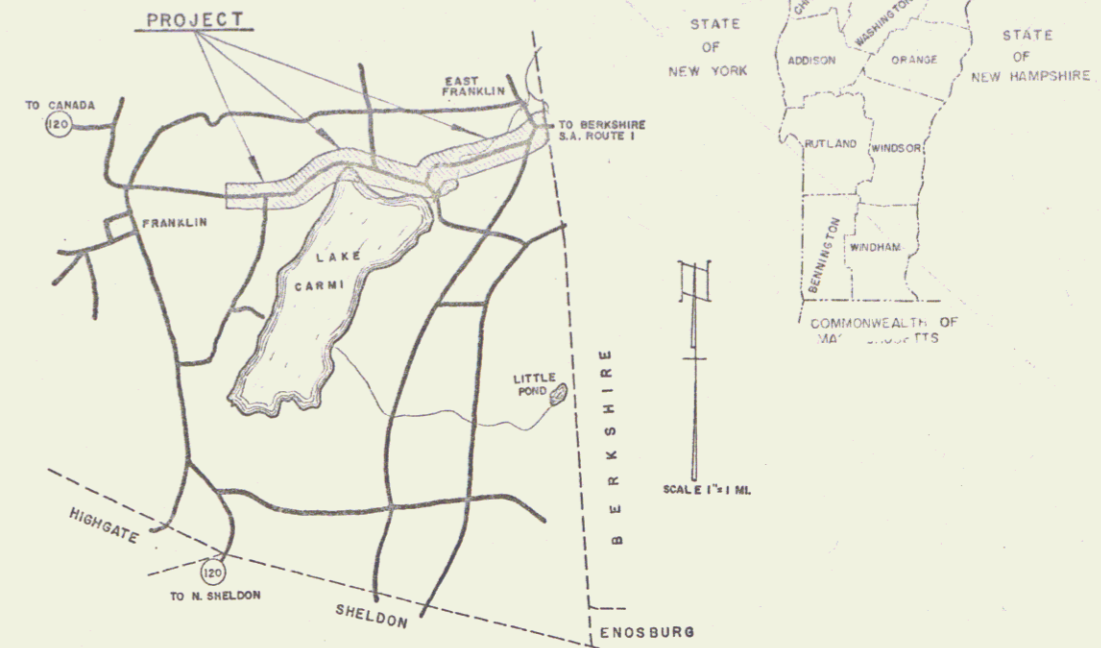 PROJECT
TO CANADA
120
EAST
FRANKLIN
TO BERKSHIRE
S.A. ROUTE 1
FRANKLIN
LAKE
CARMI
LITTLE
POND
BERKSHIRE
HIGHGATE
120
TO N. SHELDON
SHELDON
ENOSBURG
SCALE 1"=1 MI.
STATE
OF
NEW YORK
WASHINGTON
ADDISON
ORANGE
STATE
OF
NEW HAMPSHIRE
RUTLAND
WINDSOR
BENNINGTON
WINDHAM
COMMONWEALTH OF